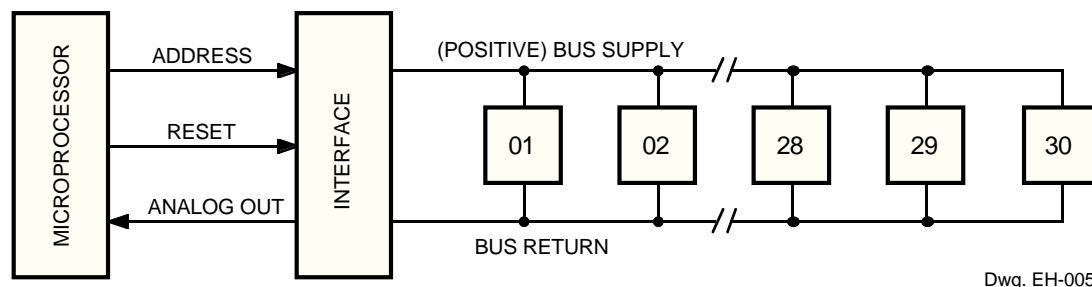 MICROPROCESSOR
ADDRESS
RESET
ANALOG OUT
INTERFACE
(POSITIVE) BUS SUPPLY
01
02
28
29
30
BUS RETURN
Dwg. EH-005